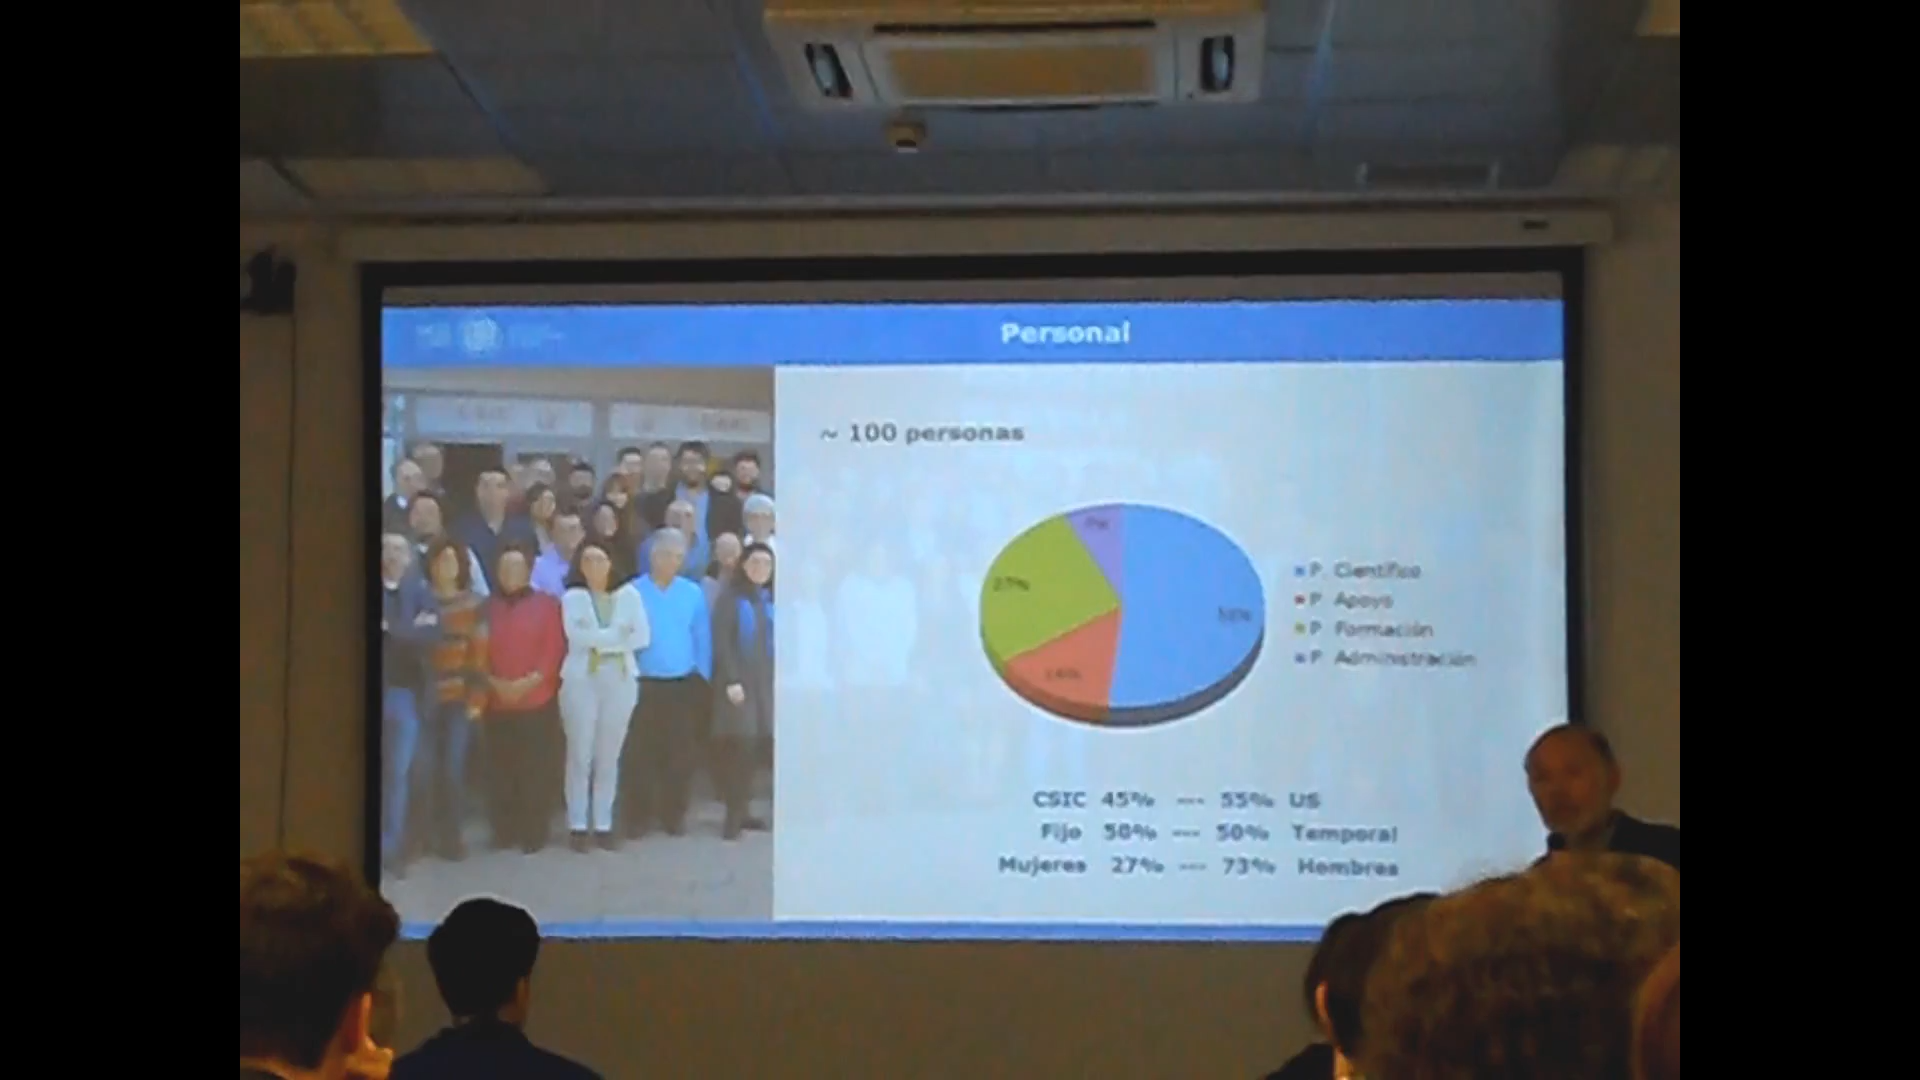 Personal
~ 100 personas
P. Científico
P. Apoyo
P. Formación
P. Administración
CSIC 45% --- 55% US
Fijo 50% --- 50% Temporal
Mujeres 27% --- 73% Hombres